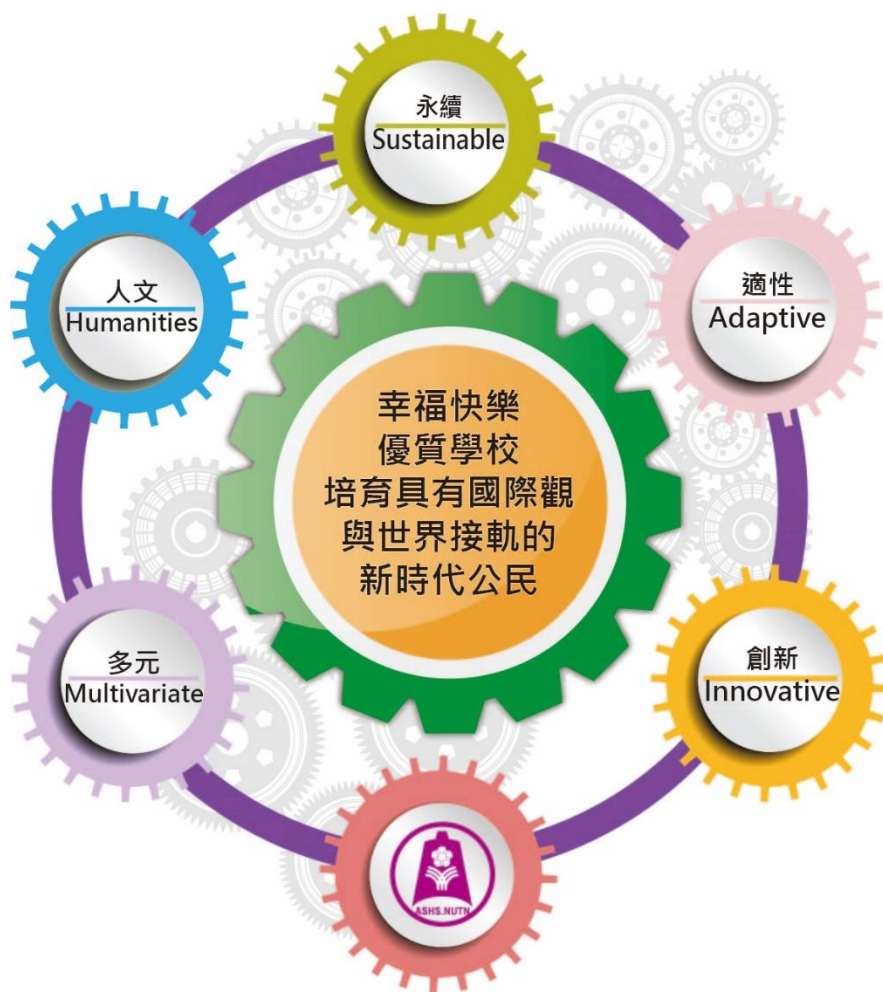 永續
Sustainable
人文
Humanities
適性
Adaptive
幸福快樂
優質學校
培育具有國際觀
與世界接軌的
新時代公民
多元
Multivariate
創新
Innovative
ASHS.NUTN